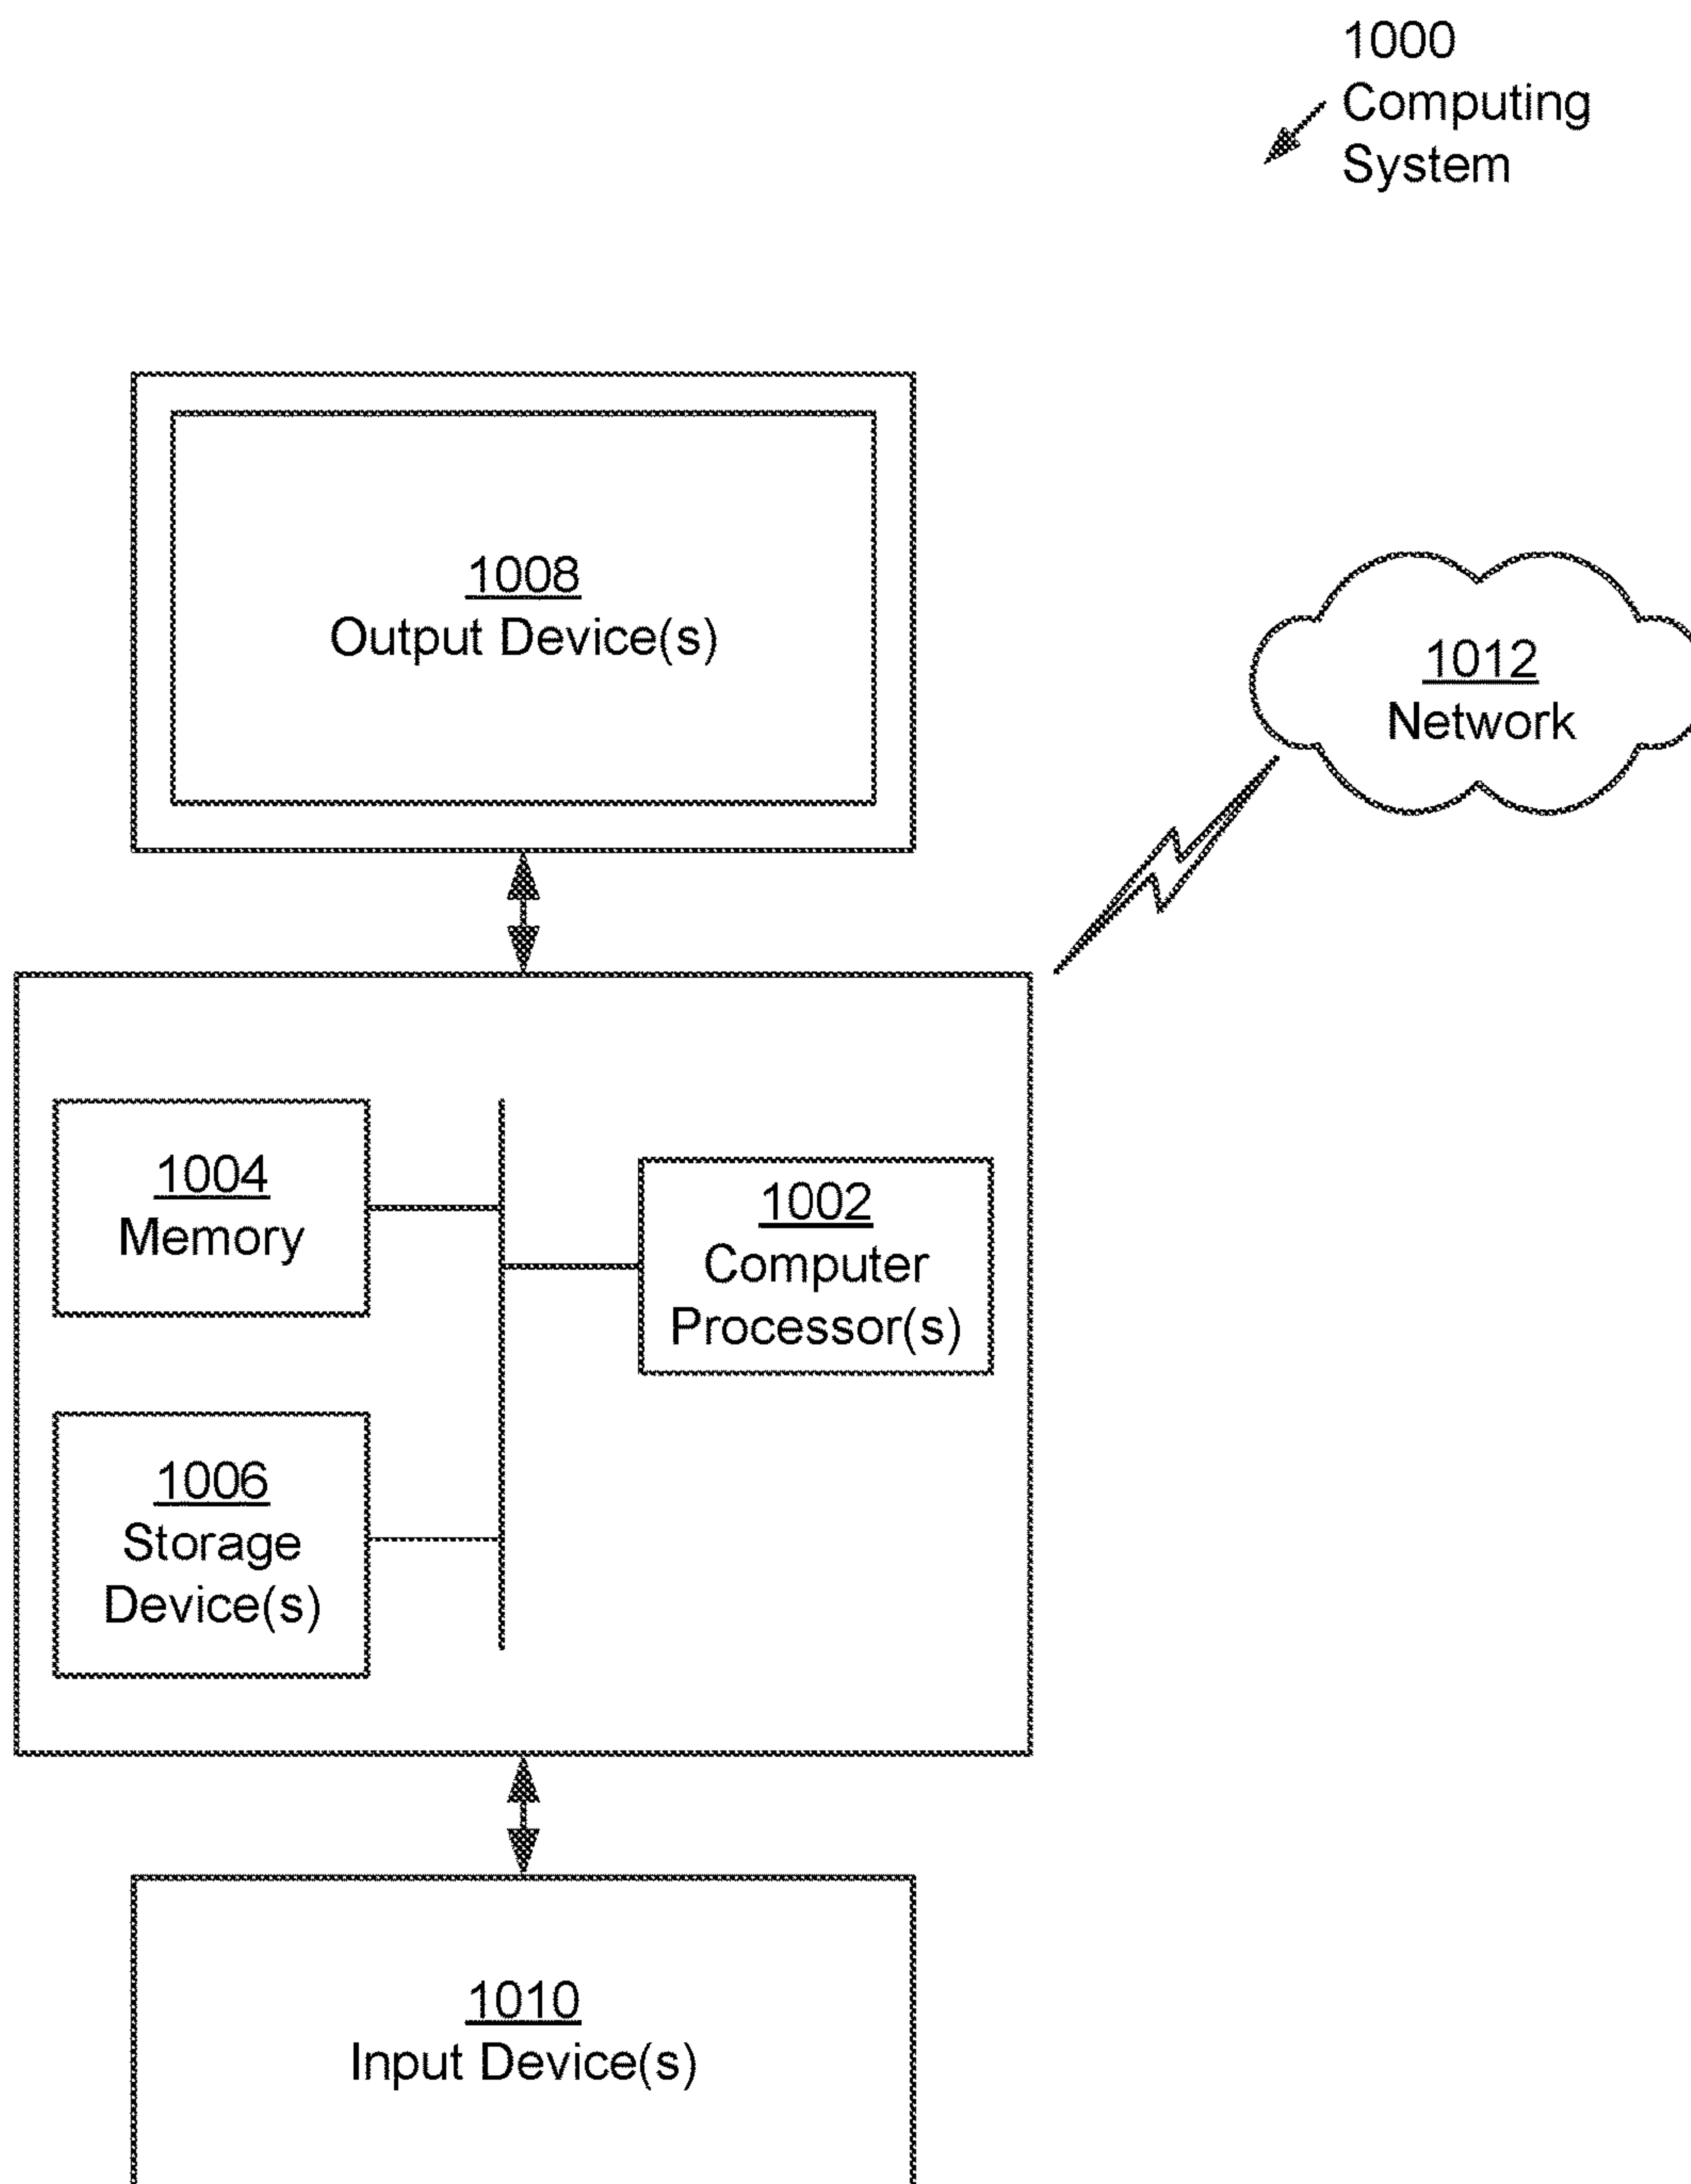 1000
Computing
System
1008
Output Device(s)
1012
Network
1004
Memory
1002
Computer
Processor(s)
1006
Storage
Device(s)
1010
Input Device(s)